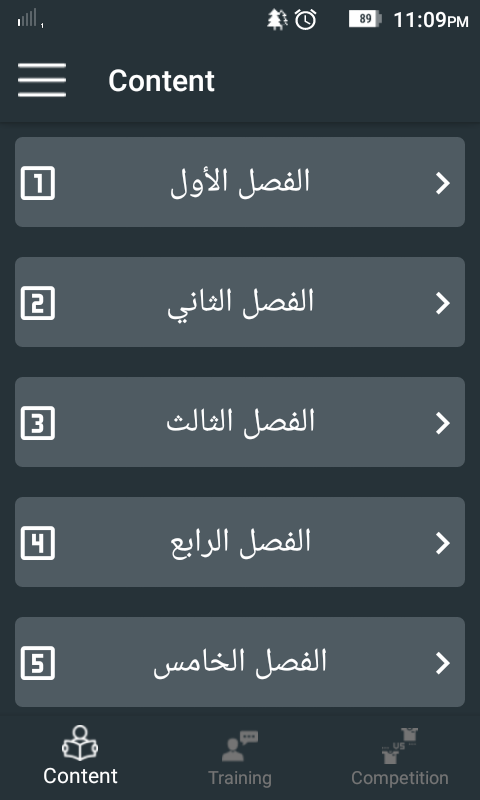 89 11:09PM
Content
1 الفصل الأول
2 الفصل الثاني
3 الفصل الثالث
4 الفصل الرابع
5 الفصل الخامس
US
Content Training Competition